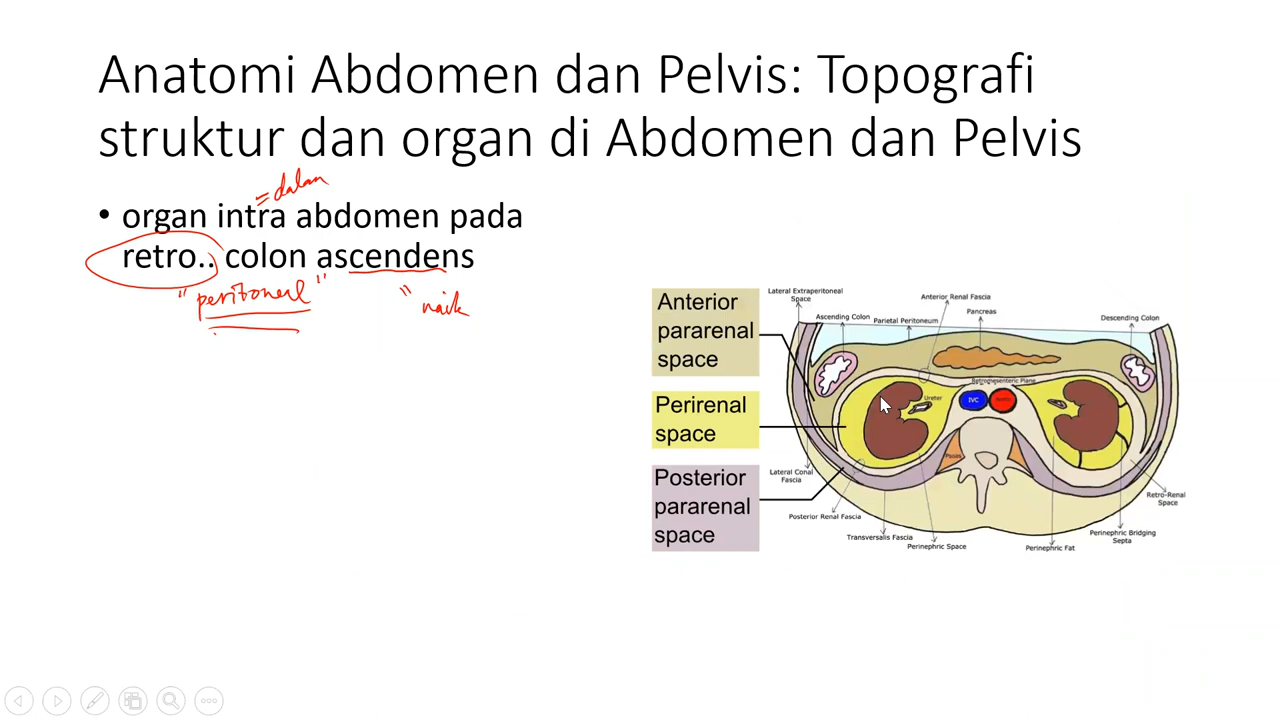 Anatomi Abdomen dan Pelvis: Topografi
struktur dan organ di Abdomen dan Pelvis
= dalam
• organ intra abdomen pada
retro.. colon ascendens
"peritoneal"
" naik
Anterior
pararenal
space
Perirenal
space
Posterior
pararenal
space
Lateral Extraperitoneal
Space
Anterior Renal Fascia
Ascending Colon
Parietal Peritoneum
Pancreas
Descending Colon
Retromesenteric Plane
Ureter
IVC
Psoas
Lateral Conal
Fascia
Retro-Renal
Space
Posterior Renal Fascia
Transversalis Fascia
Perinephric Space
Perinephric Fat
Perinephric Bridging
Septa